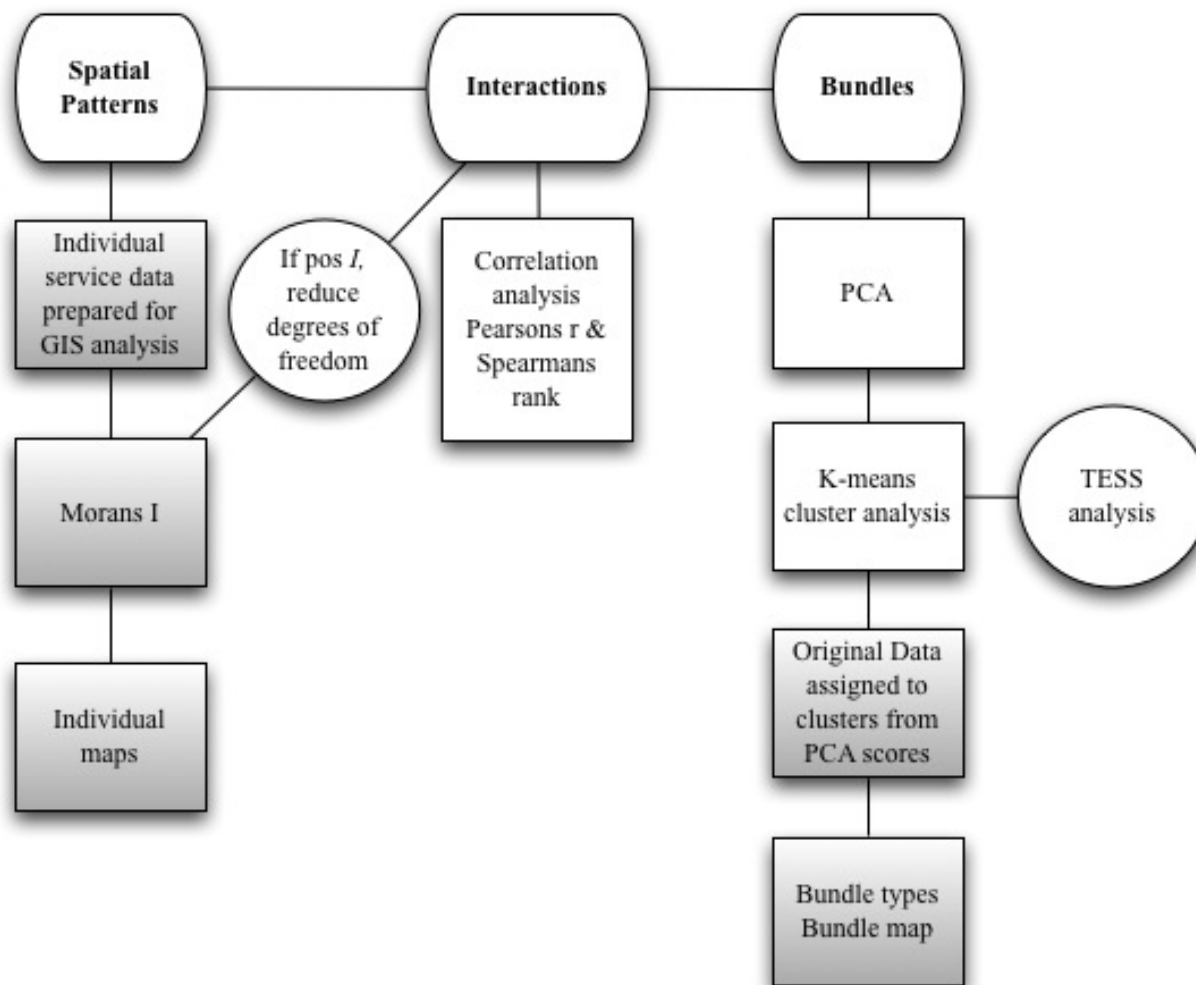 Spatial
Patterns
Interactions
Bundles
Individual
service data
prepared for
GIS analysis
If pos I,
reduce
degrees of
freedom
Correlation
analysis
Pearsons r &
Spearmans
rank
PCA
Morans I
K-means
cluster analysis
TESS
analysis
Individual
maps
Original Data
assigned to
clusters from
PCA scores
Bundle types
Bundle map